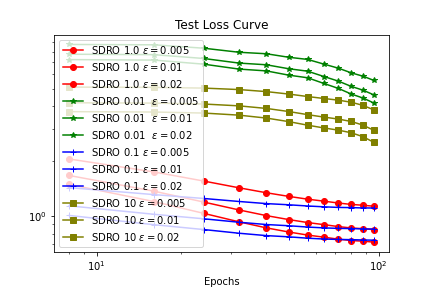 Test Loss Curve
SDRO 1.0 ε = 0.005
SDRO 1.0 ε = 0.01
SDRO 1.0 ε = 0.02
SDRO 0.01 ε = 0.005
SDRO 0.01 ε = 0.01
SDRO 0.01 ε = 0.02
SDRO 0.1 ε = 0.005
SDRO 0.1 ε = 0.01
SDRO 0.1 ε = 0.02
SDRO 10 ε = 0.005
SDRO 10 ε = 0.01
SDRO 10 ε = 0.02
10⁰
10¹ 10²
Epochs